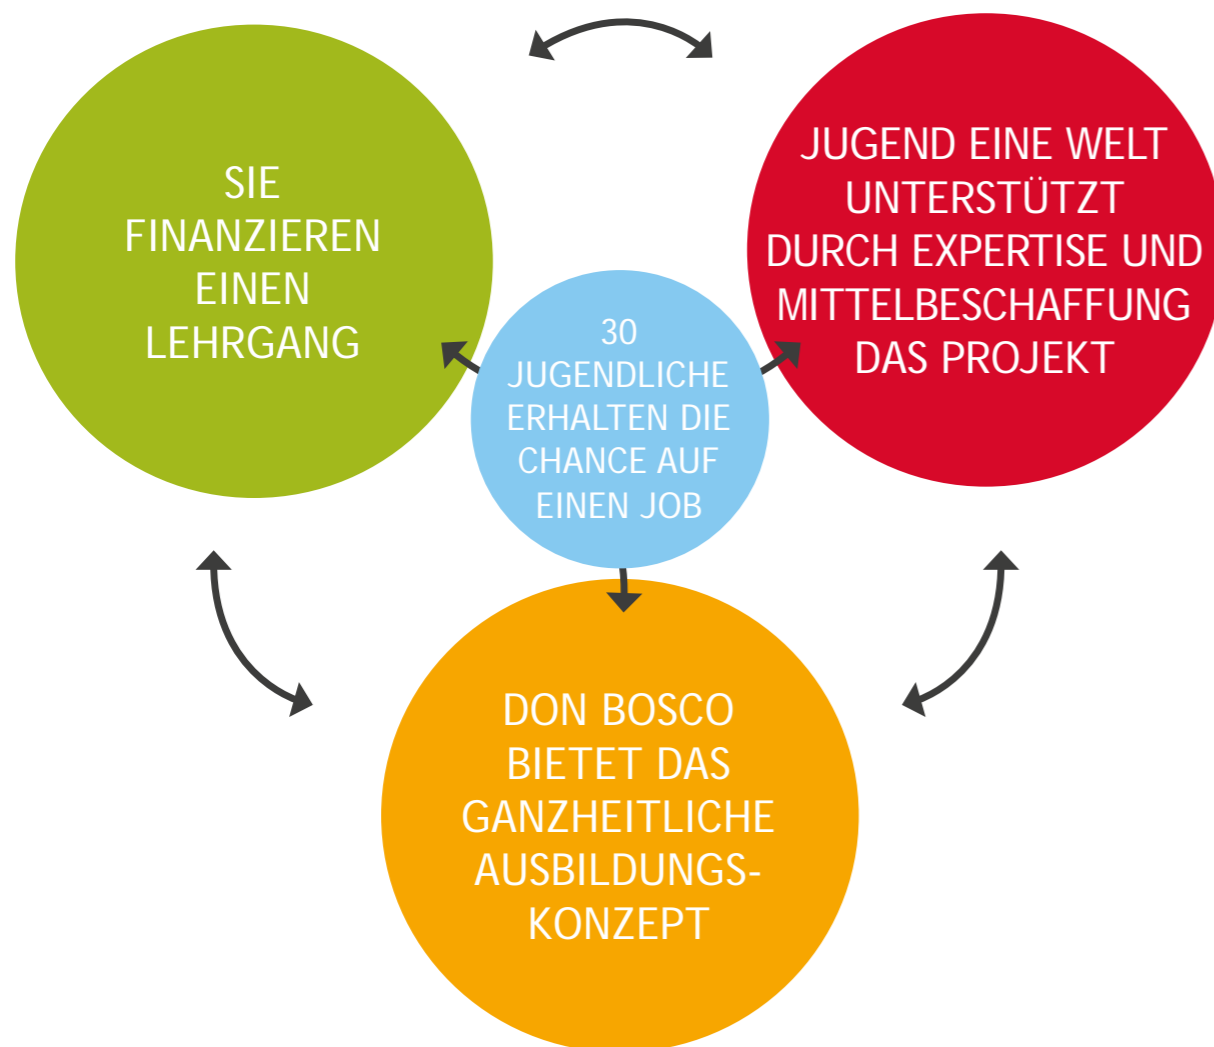 SIE
FINANZIEREN
EINEN
LEHRGANG
JUGEND EINE WELT
UNTERSTÜTZT
DURCH EXPERTISE UND
MITTELBESCHAFFUNG
DAS PROJEKT
30
JUGENDLICHE
ERHALTEN DIE
CHANCE AUF
EINEN JOB
DON BOSCO
BIETET DAS
GANZHEITLICHE
AUSBILDUNGS-
KONZEPT